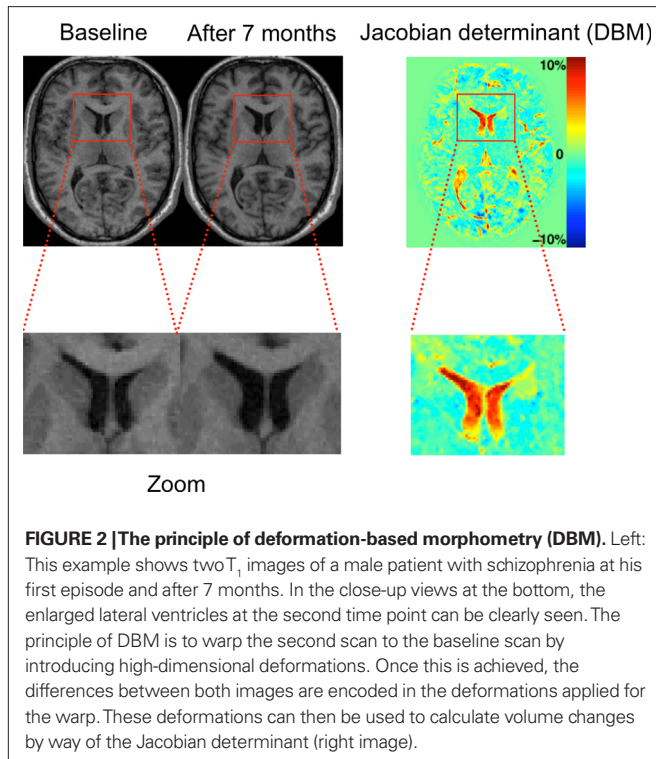 Baseline After 7 months Jacobian determinant (DBM)
10%
0
−10%
Zoom
FIGURE 2 | The principle of deformation-based morphometry (DBM). Left:
This example shows two T1 images of a male patient with schizophrenia at his
first episode and after 7 months. In the close-up views at the bottom, the
enlarged lateral ventricles at the second time point can be clearly seen. The
principle of DBM is to warp the second scan to the baseline scan by
introducing high-dimensional deformations. Once this is achieved, the
differences between both images are encoded in the deformations applied for
the warp. These deformations can then be used to calculate volume changes
by way of the Jacobian determinant (right image).